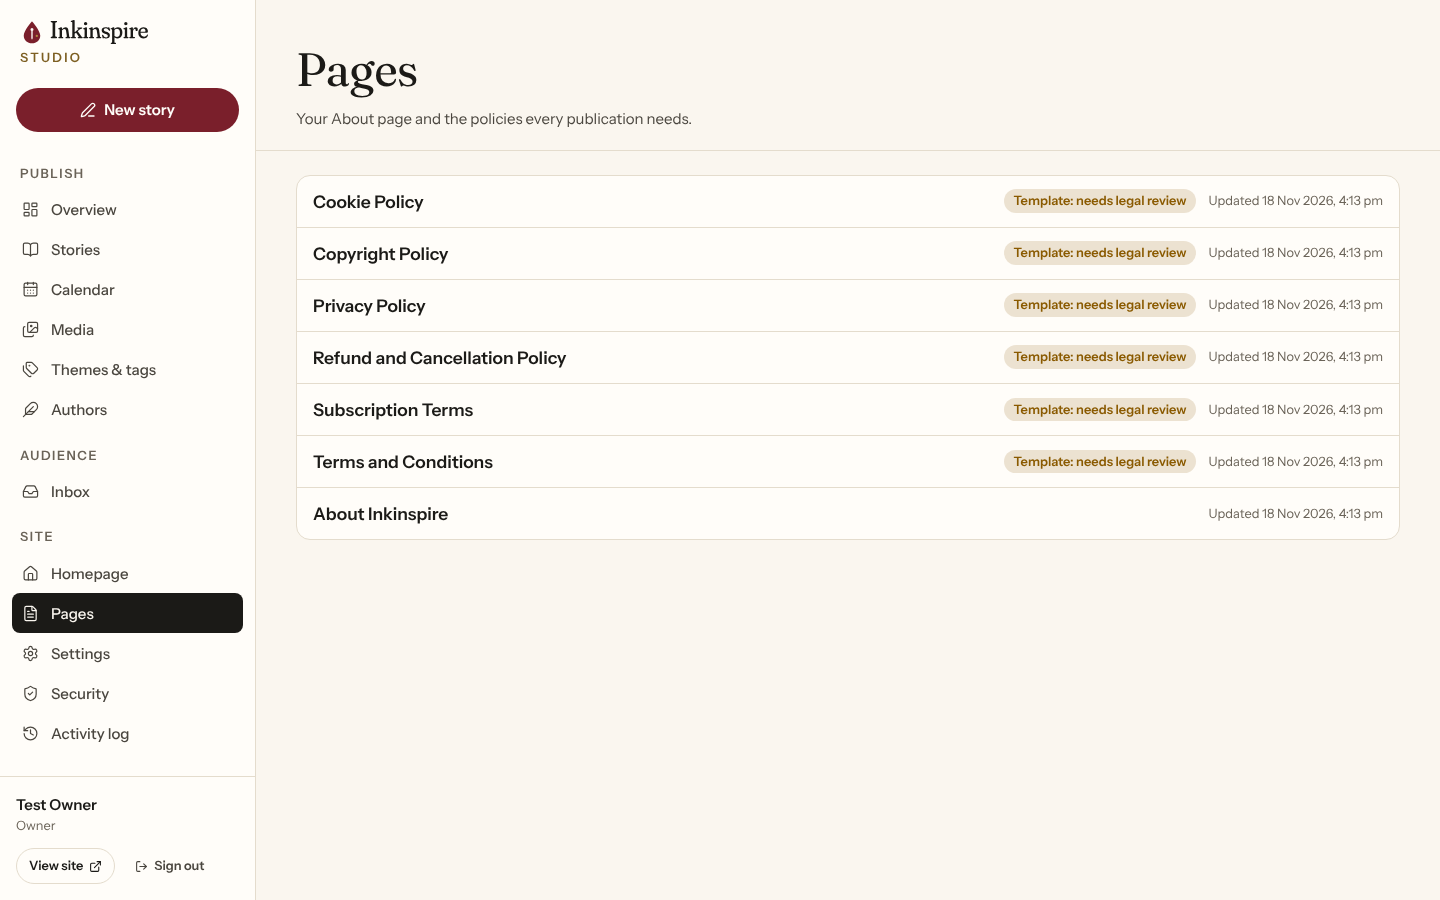 Inkinspire
STUDIO
New story
PUBLISH
Overview
Stories
Calendar
Media
Themes & tags
Authors
AUDIENCE
Inbox
SITE
Homepage
Pages
Settings
Security
Activity log
Test Owner
Owner
View site
Sign out
Pages
Your About page and the policies every publication needs.
Cookie Policy Template: needs legal review Updated 18 Nov 2026, 4:13 pm
Copyright Policy Template: needs legal review Updated 18 Nov 2026, 4:13 pm
Privacy Policy Template: needs legal review Updated 18 Nov 2026, 4:13 pm
Refund and Cancellation Policy Template: needs legal review Updated 18 Nov 2026, 4:13 pm
Subscription Terms Template: needs legal review Updated 18 Nov 2026, 4:13 pm
Terms and Conditions Template: needs legal review Updated 18 Nov 2026, 4:13 pm
About Inkinspire Updated 18 Nov 2026, 4:13 pm